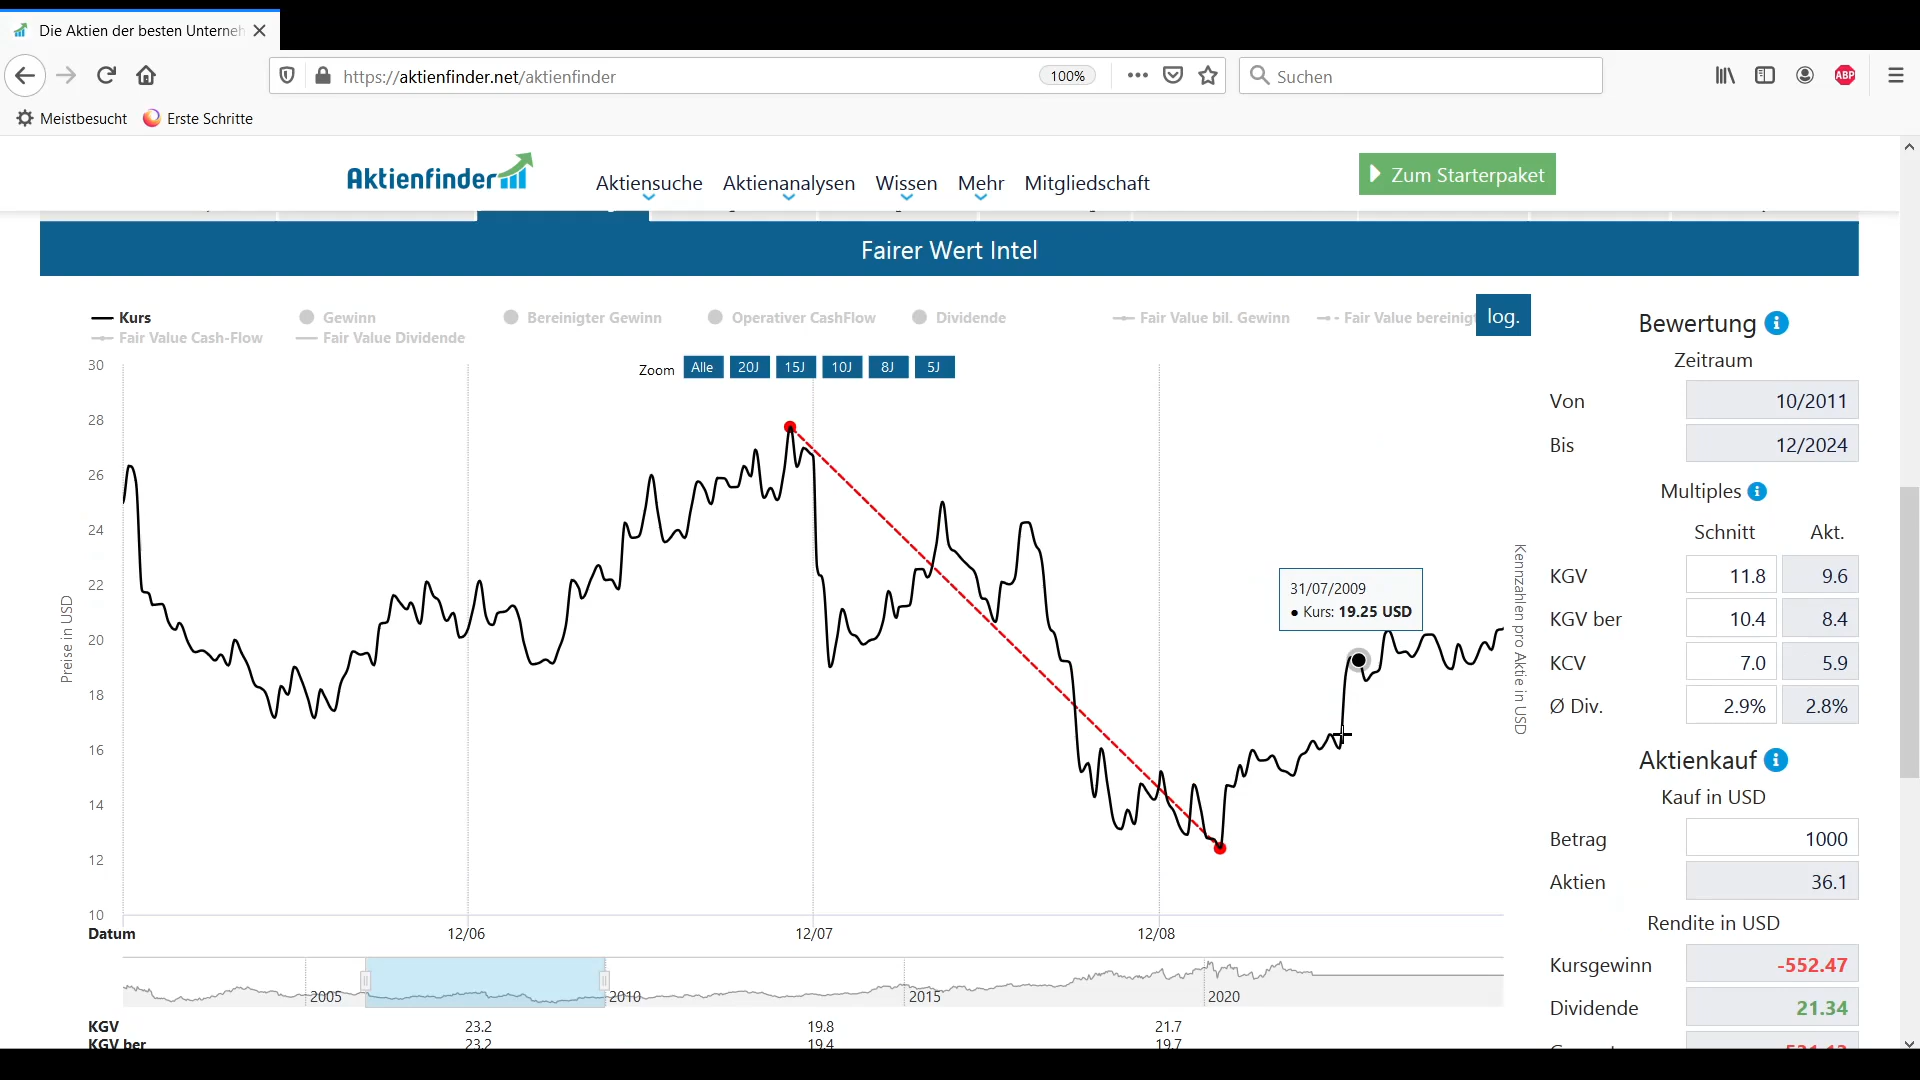 Die Aktien der besten Unterneh
https://aktienfinder.net/aktienfinder
100%
Suchen
ABP
Meistbesucht
Erste Schritte
Aktienfinder
Aktiensuche
Aktienanalysen
Wissen
Mehr
Mitgliedschaft
Zum Starterpaket
Fairer Wert Intel
Kurs
Gewinn
Bereinigter Gewinn
Operativer CashFlow
Dividende
Fair Value bil. Gewinn
Fair Value bereinigt
Fair Value Cash-Flow
Fair Value Dividende
log.
Zoom
Alle
20J
15J
10J
8J
5J
30
28
26
24
22
20
18
16
14
12
10
Preise in USD
Kennzahlen pro Aktie in USD
31/07/2009
● Kurs: 19.25 USD
Datum
12/06
12/07
12/08
2005
2010
2015
2020
KGV 23.2 19.8 21.7
KGV ber 23.2 19.4 19.7
Bewertung i
Zeitraum
Von 10/2011
Bis 12/2024
Multiples i
Schnitt Akt.
KGV 11.8 9.6
KGV ber 10.4 8.4
KCV 7.0 5.9
Ø Div. 2.9% 2.8%
Aktienkauf i
Kauf in USD
Betrag 1000
Aktien 36.1
Rendite in USD
Kursgewinn -552.47
Dividende 21.34